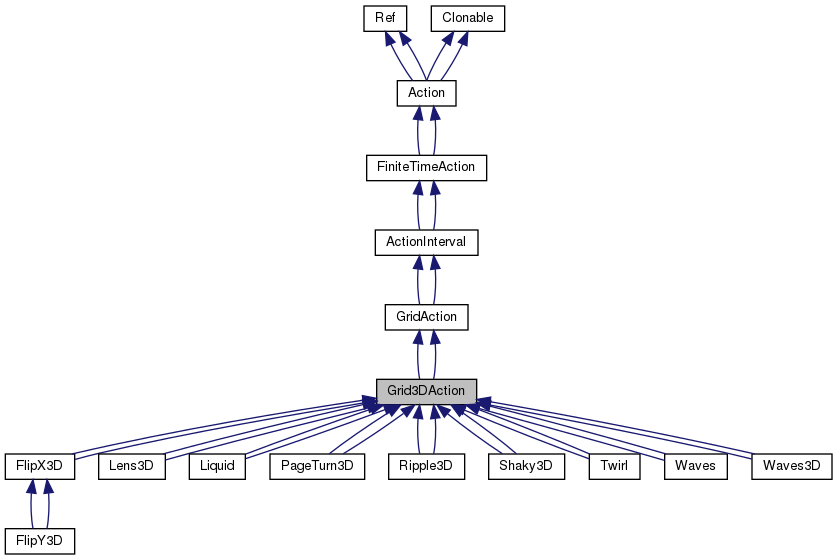 Ref
Clonable
Action
FiniteTimeAction
ActionInterval
GridAction
Grid3DAction
FlipX3D
Lens3D
Liquid
PageTurn3D
Ripple3D
Shaky3D
Twirl
Waves
Waves3D
FlipY3D